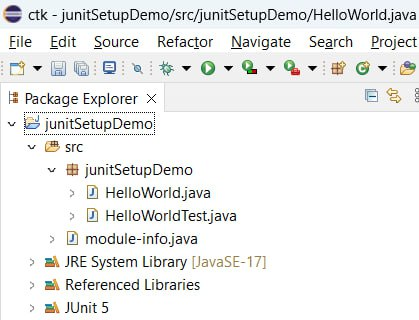 ctk - junitSetupDemo/src/junitSetupDemo/HelloWorld.java
File Edit Source Refactor Navigate Search Project
Package Explorer
junitSetupDemo
src
junitSetupDemo
HelloWorld.java
HelloWorldTest.java
module-info.java
JRE System Library [JavaSE-17]
Referenced Libraries
JUnit 5